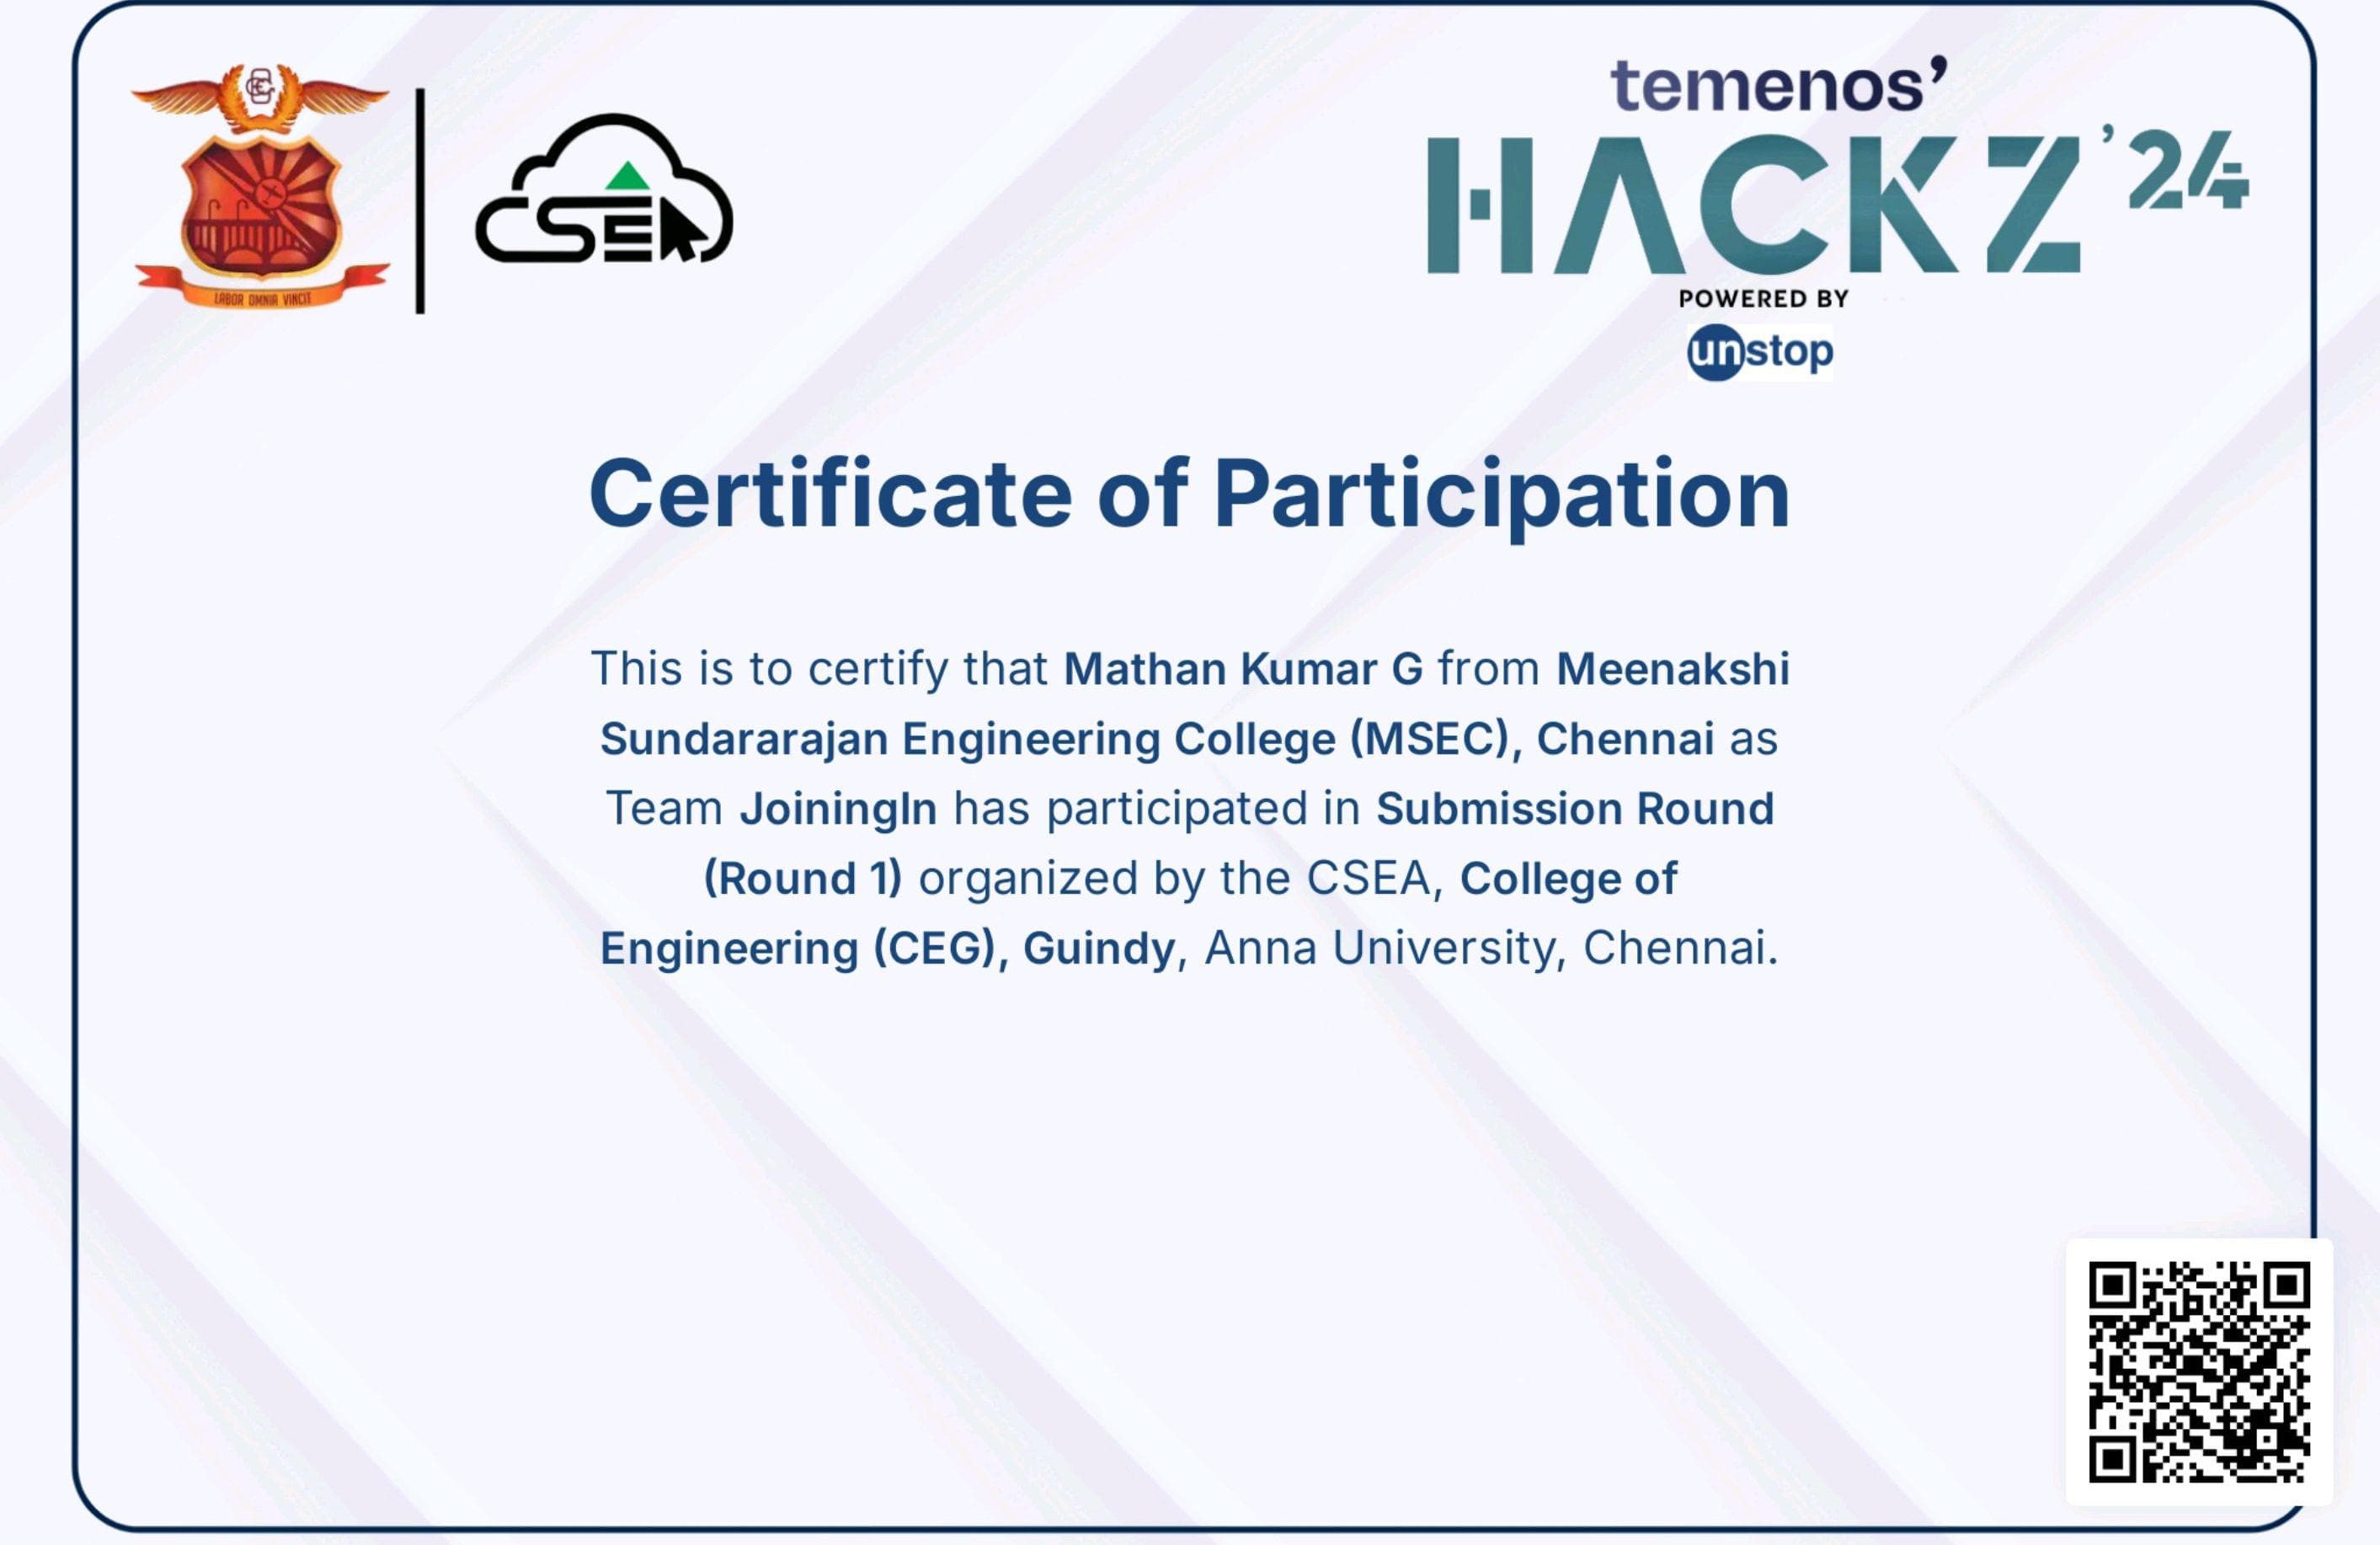 CEG
LABOR OMNIA VINCIT
CSEA
temenos’
HACKZ ’24
POWERED BY
unstop
Certificate of Participation
This is to certify that Mathan Kumar G from Meenakshi
Sundararajan Engineering College (MSEC), Chennai as
Team JoiningIn has participated in Submission Round
(Round 1) organized by the CSEA, College of
Engineering (CEG), Guindy, Anna University, Chennai.